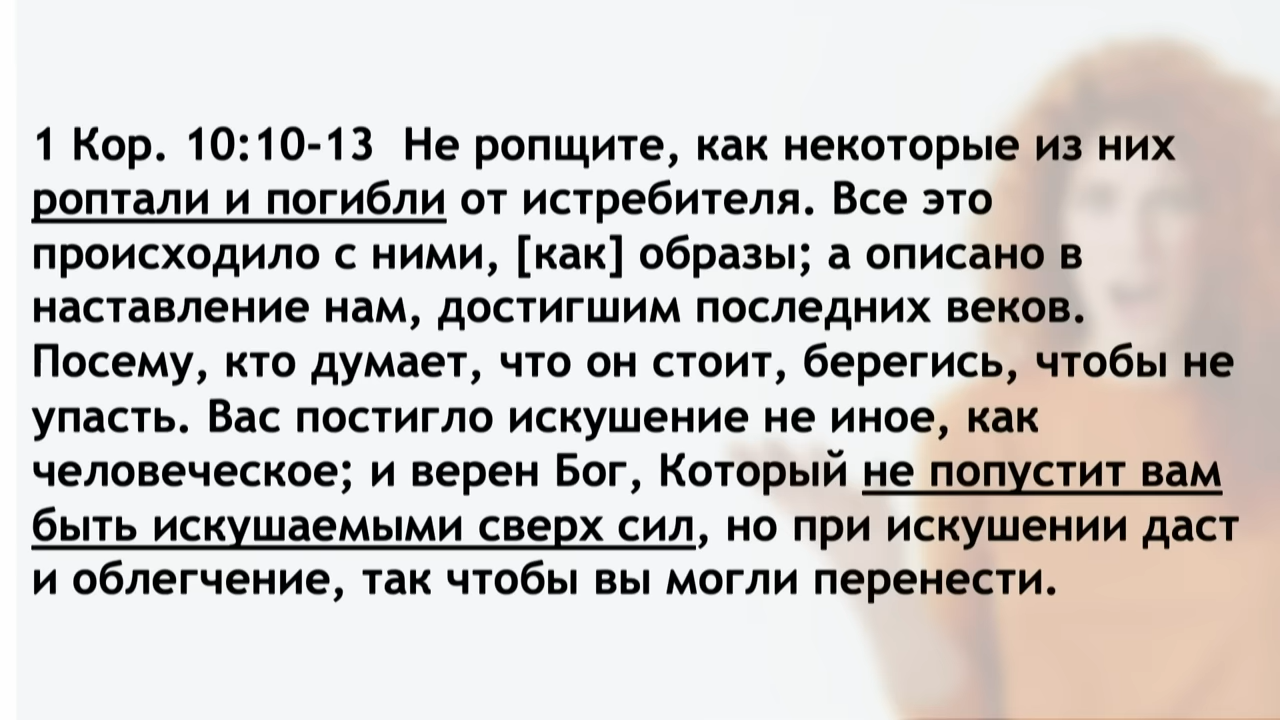 1 Кор. 10:10-13 Не ропщите, как некоторые из них
роптали и погибли от истребителя. Все это
происходило с ними, [как] образы; а описано в
наставление нам, достигшим последних веков.
Посему, кто думает, что он стоит, берегись, чтобы не
упасть. Вас постигло искушение не иное, как
человеческое; и верен Бог, Который не попустит вам
быть искушаемыми сверх сил, но при искушении даст
и облегчение, так чтобы вы могли перенести.